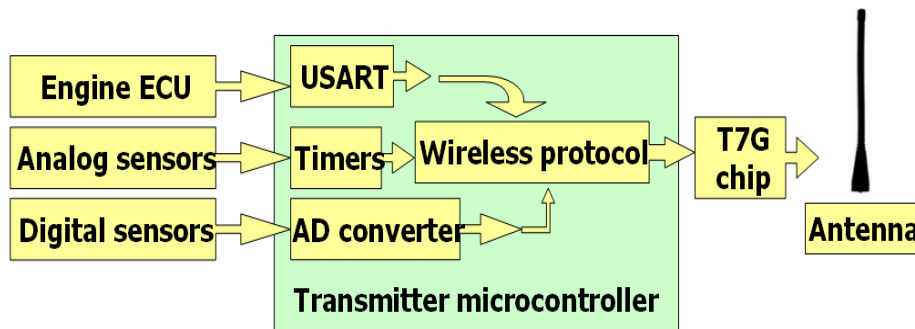 Engine ECU
USART
Analog sensors
Timers
Wireless protocol
T7G
chip
Digital sensors
AD converter
Antenna
Transmitter microcontroller